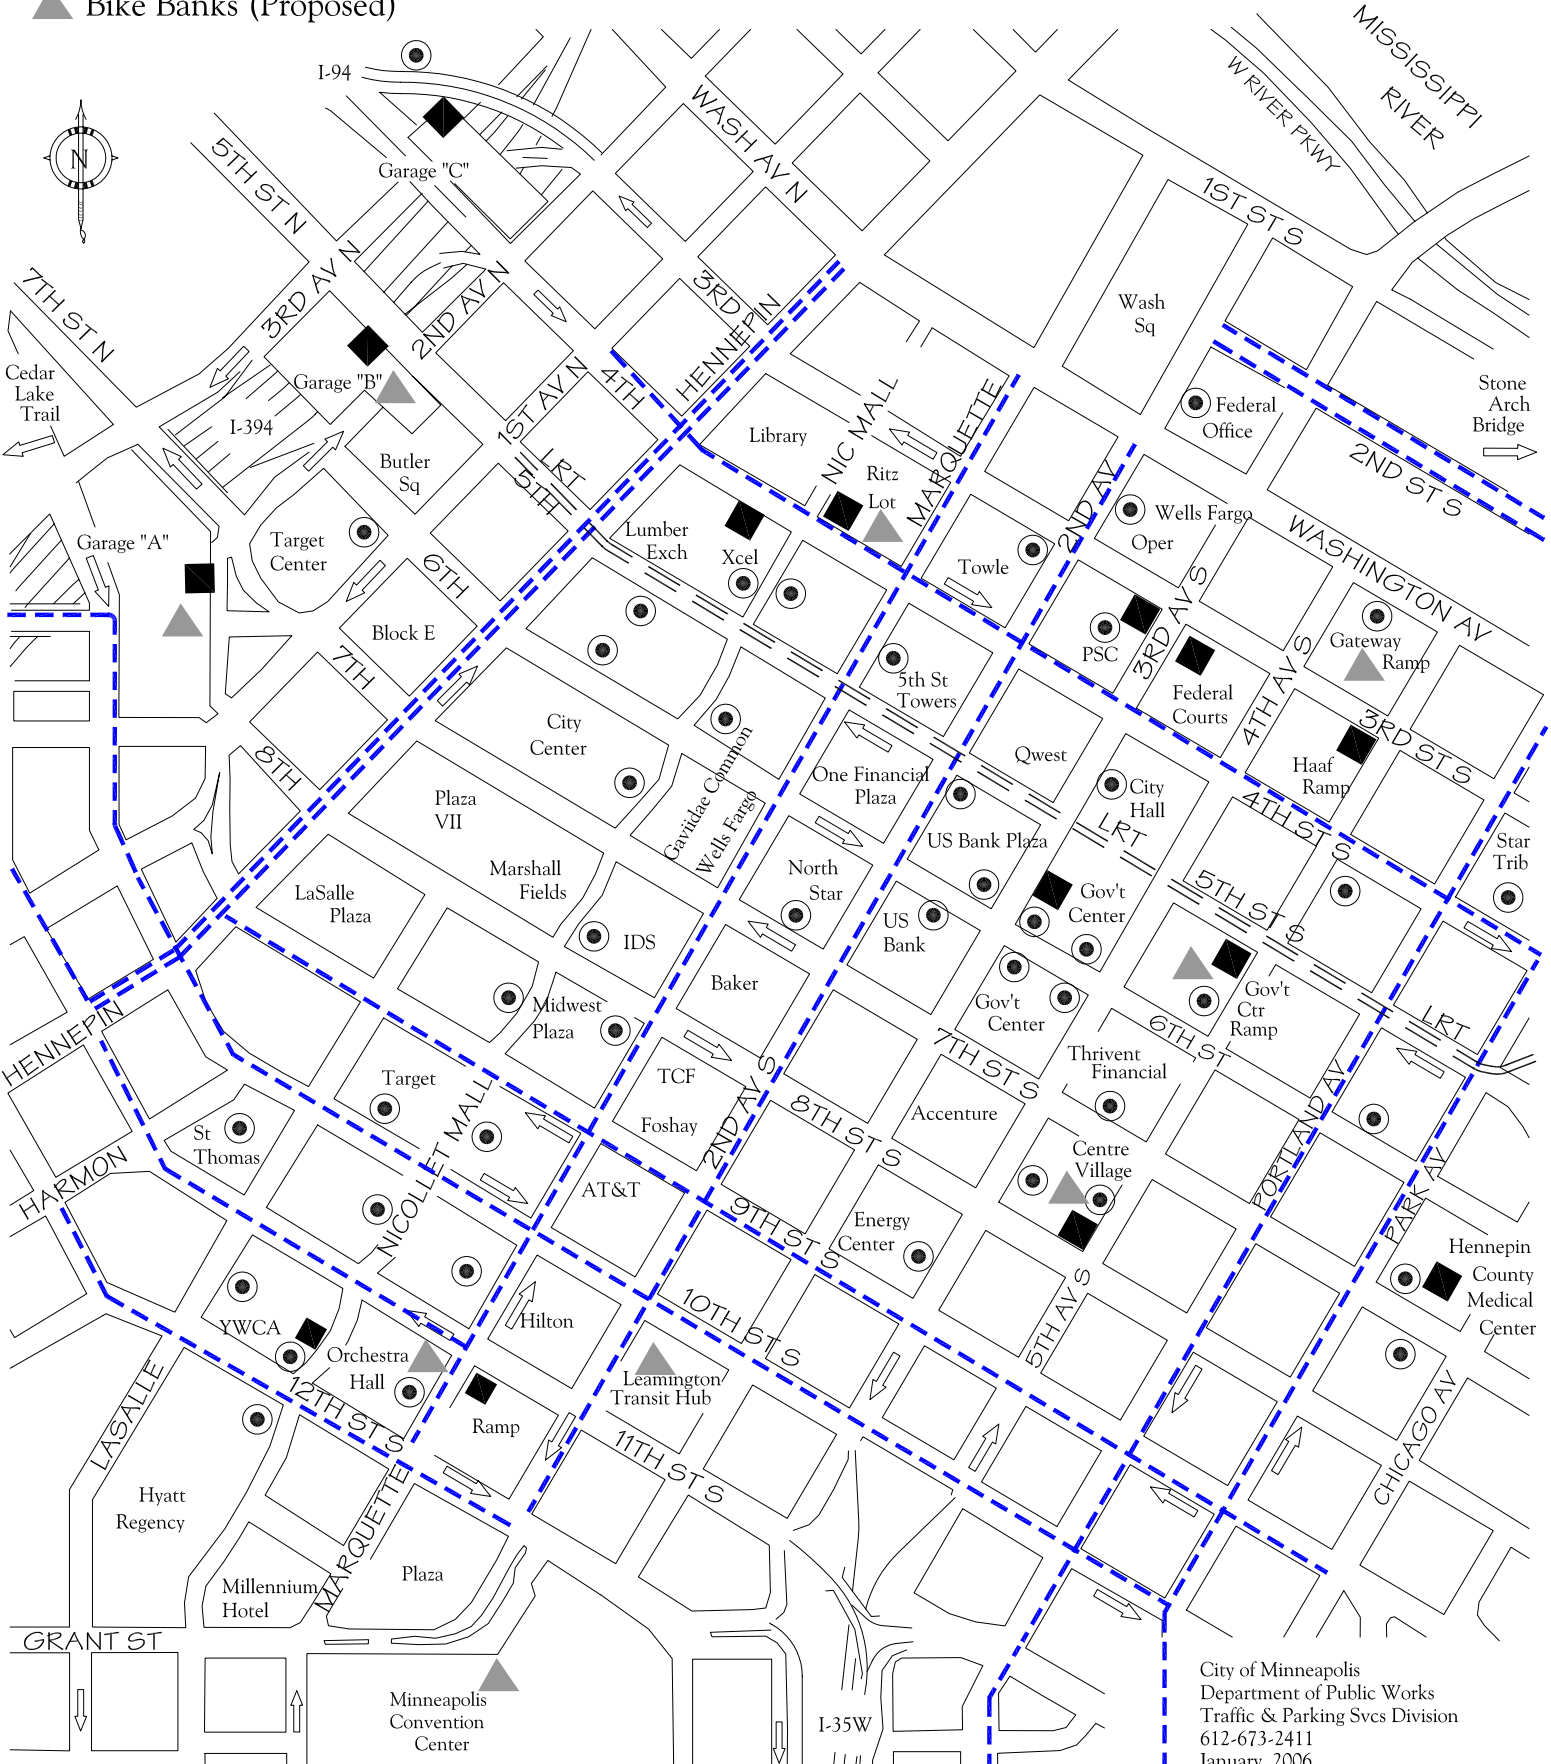 Bike Banks (Proposed)
I-94
MISSISSIPPI
RIVER
W RIVER PKWY
WASH AV N
N
Garage "C"
5TH ST N
1ST ST S
3RD AV N
7TH ST N
2ND AV N
3RD
HENNEPIN
Wash
Sq
Cedar
Lake
Trail
Garage "B"
I-394
1ST AV N
4TH
Library
NIC MALL
MARQUETTE
Federal
Office
Stone
Arch
Bridge
2ND ST S
Butler
Sq
LRT
5TH
Ritz
Lot
2ND AV
Wells Fargo
Oper
WASHINGTON AV
Garage "A"
Target
Center
Lumber
Exch
Xcel
Towle
6TH
Block E
PSC
3RD AV S
4TH AV S
Gateway
Ramp
7TH
5th St
Towers
Federal
Courts
3RD ST S
City
Center
8TH
Gaviidae Common
Wells Fargo
One Financial
Plaza
Qwest
City
Hall
Haaf
Ramp
4TH ST S
Plaza
VII
LRT
US Bank Plaza
Star
Trib
Marshall
Fields
North
Star
LaSalle
Plaza
IDS
US
Bank
Gov't
Center
5TH ST S
Baker
Midwest
Plaza
Gov't
Center
Gov't
Ctr
Ramp
LRT
HENNEPIN
7TH ST S
6TH ST
Thrivent
Financial
Target
NICOLLET MALL
TCF
Foshay
2ND AV S
8TH ST S
Accenture
PORTLAND AV
St
Thomas
Centre
Village
PARK AV
HARMON
AT&T
9TH ST S
Energy
Center
Hennepin
County
Medical
Center
YWCA
Orchestra
Hall
Hilton
10TH ST S
5TH AV S
LASALLE
12TH ST S
Leamington
Transit Hub
Ramp
11TH ST S
CHICAGO AV
Hyatt
Regency
MARQUETTE
Plaza
Millennium
Hotel
GRANT ST
Minneapolis
Convention
Center
I-35W
City of Minneapolis
Department of Public Works
Traffic & Parking Svcs Division
612-673-2411
January, 2006